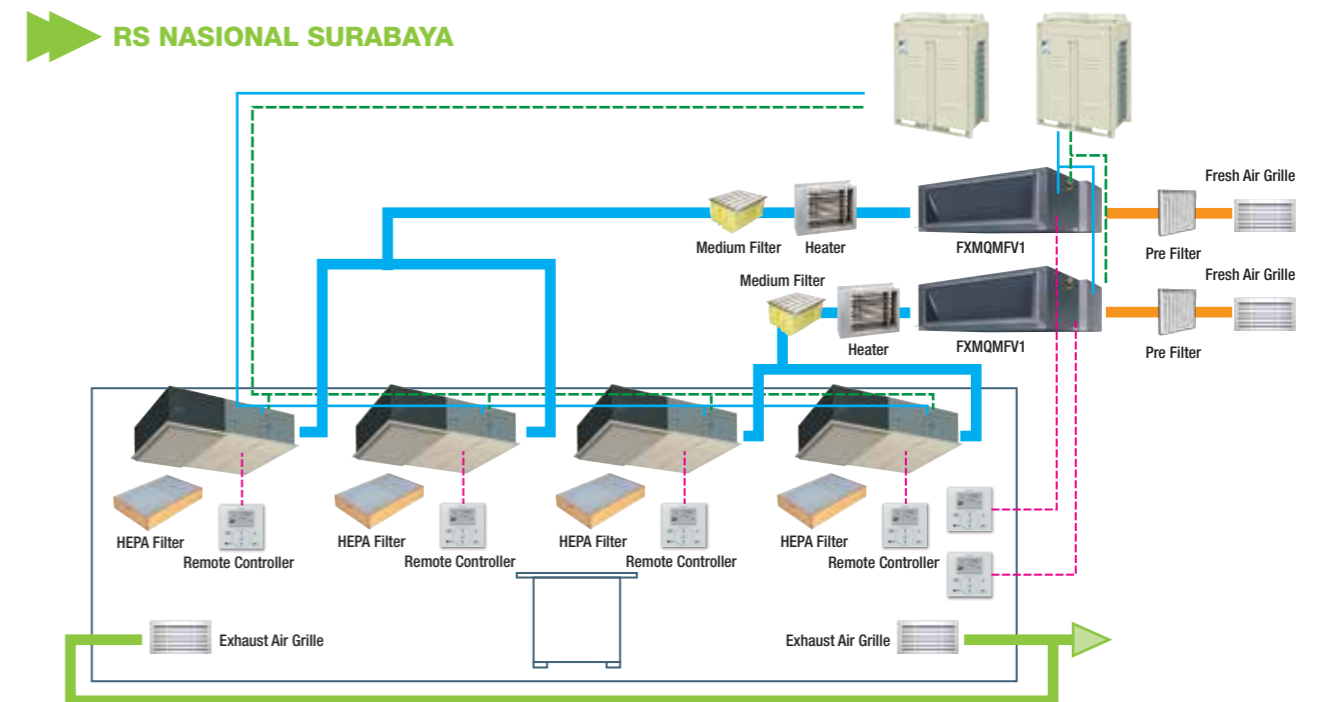 RS NASIONAL SURABAYA
Fresh Air Grille
Medium Filter
Heater
FXMQMFV1
Pre Filter
Fresh Air Grille
Medium Filter
Heater
FXMQMFV1
Pre Filter
HEPA Filter
Remote Controller
HEPA Filter
Remote Controller
HEPA Filter
Remote Controller
HEPA Filter
Remote Controller
Exhaust Air Grille
Exhaust Air Grille